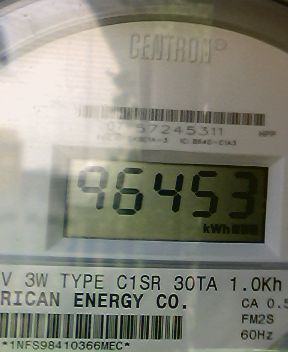 CENTRON®
57245311
96453
kWh
V 3W TYPE C1SR 30TA 1.0Kh
RICAN ENERGY CO.
CA 0.5
FM2S
60Hz
*1NFS98410366MEC*